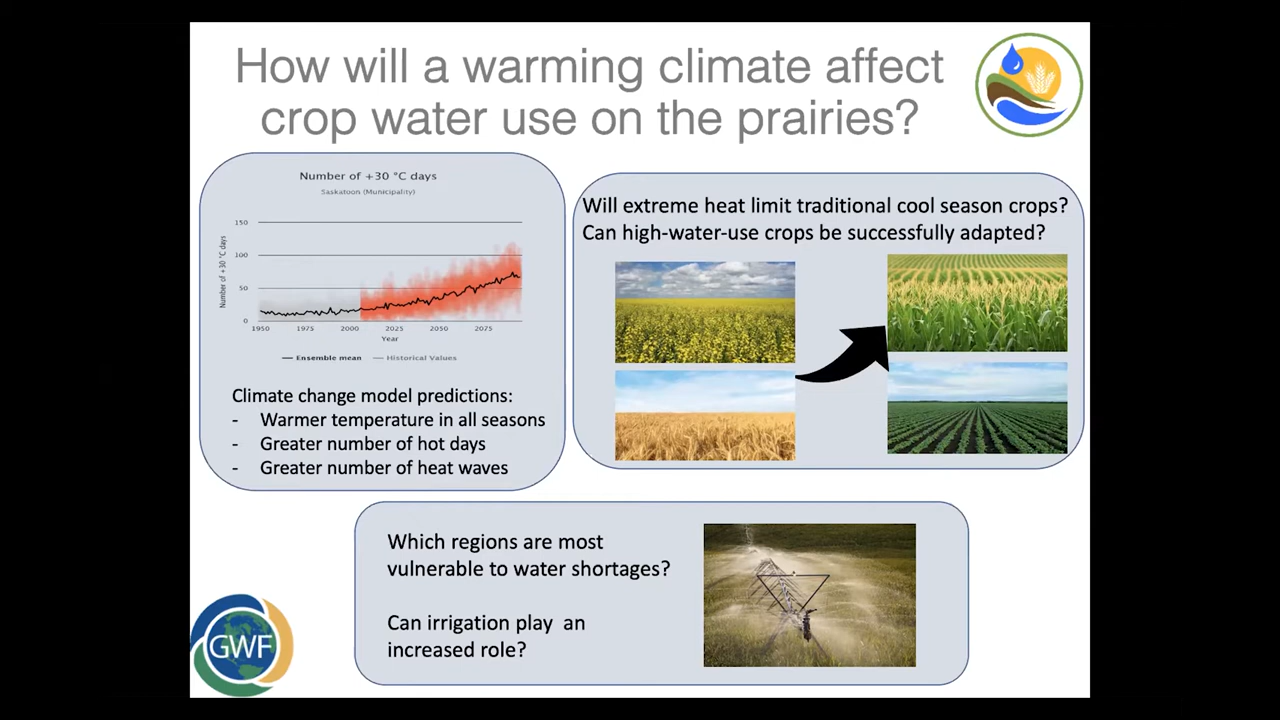 How will a warming climate affect
crop water use on the prairies?
Number of +30 °C days
Saskatoon (Municipality)
150
100
50
0
Number of +30 °C days
1950 1975 2000 2025 2050 2075
Year
Ensemble mean Historical Values
Climate change model predictions:
- Warmer temperature in all seasons
- Greater number of hot days
- Greater number of heat waves
Will extreme heat limit traditional cool season crops?
Can high-water-use crops be successfully adapted?
Which regions are most
vulnerable to water shortages?
Can irrigation play an
increased role?
GWF